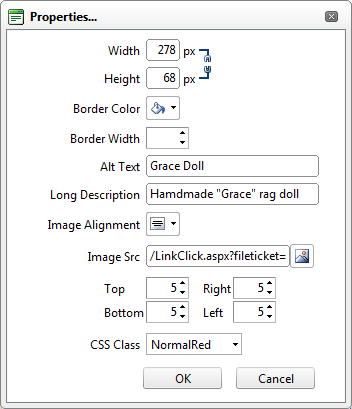 Properties...
Width 278 px
Height 68 px
Border Color
Border Width
Alt Text Grace Doll
Long Description Hamdmade "Grace" rag doll
Image Alignment
Image Src /LinkClick.aspx?fileticket=
Top 5 Right 5
Bottom 5 Left 5
CSS Class NormalRed
OK Cancel